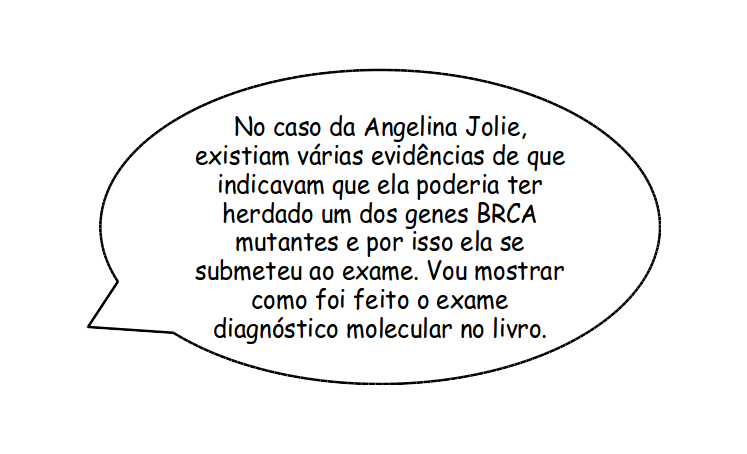 No caso da Angelina Jolie,
existiam várias evidências de que
indicavam que ela poderia ter
herdado um dos genes BRCA
mutantes e por isso ela se
submeteu ao exame. Vou mostrar
como foi feito o exame
diagnóstico molecular no livro.